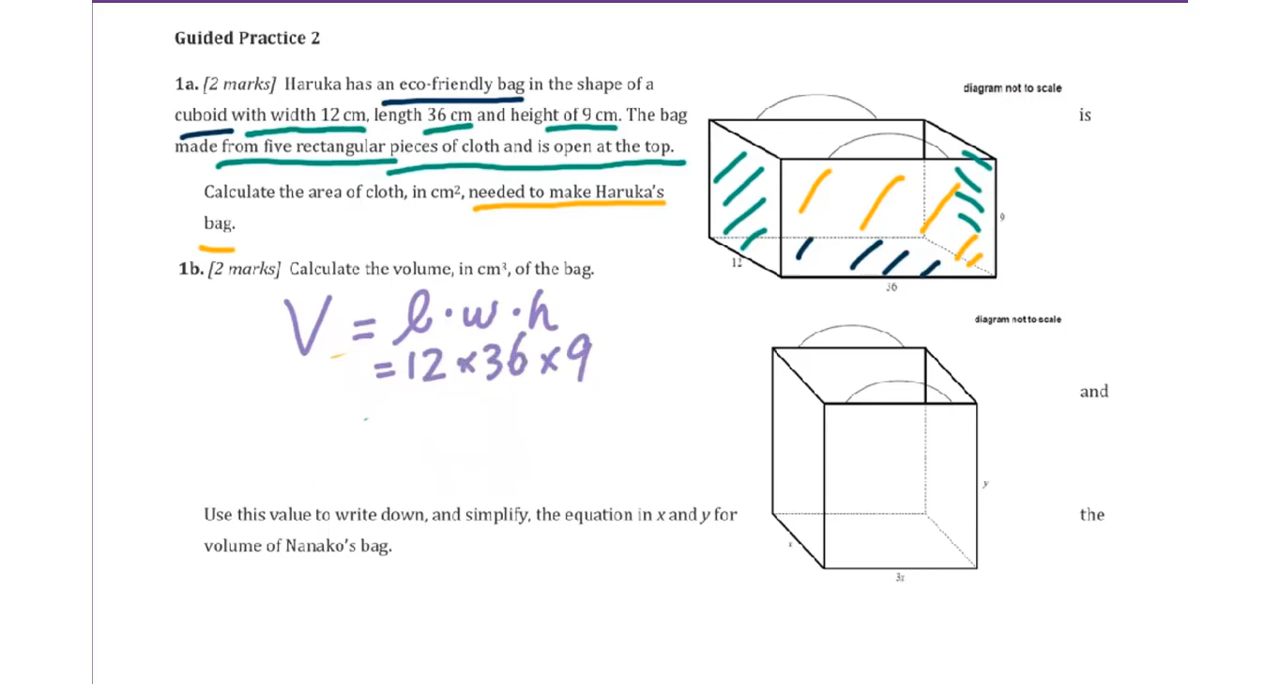 Guided Practice 2
1a. [2 marks] Haruka has an eco-friendly bag in the shape of a
diagram not to scale
cuboid with width 12 cm, length 36 cm and height of 9 cm. The bag is
made from five rectangular pieces of cloth and is open at the top.
Calculate the area of cloth, in cm², needed to make Haruka's
9
bag.
12
1b. [2 marks] Calculate the volume, in cm³, of the bag.
36
V = l·w·h
diagram not to scale
= 12 × 36 × 9
and
y
Use this value to write down, and simplify, the equation in x and y for the
volume of Nanako's bag.
x
3x